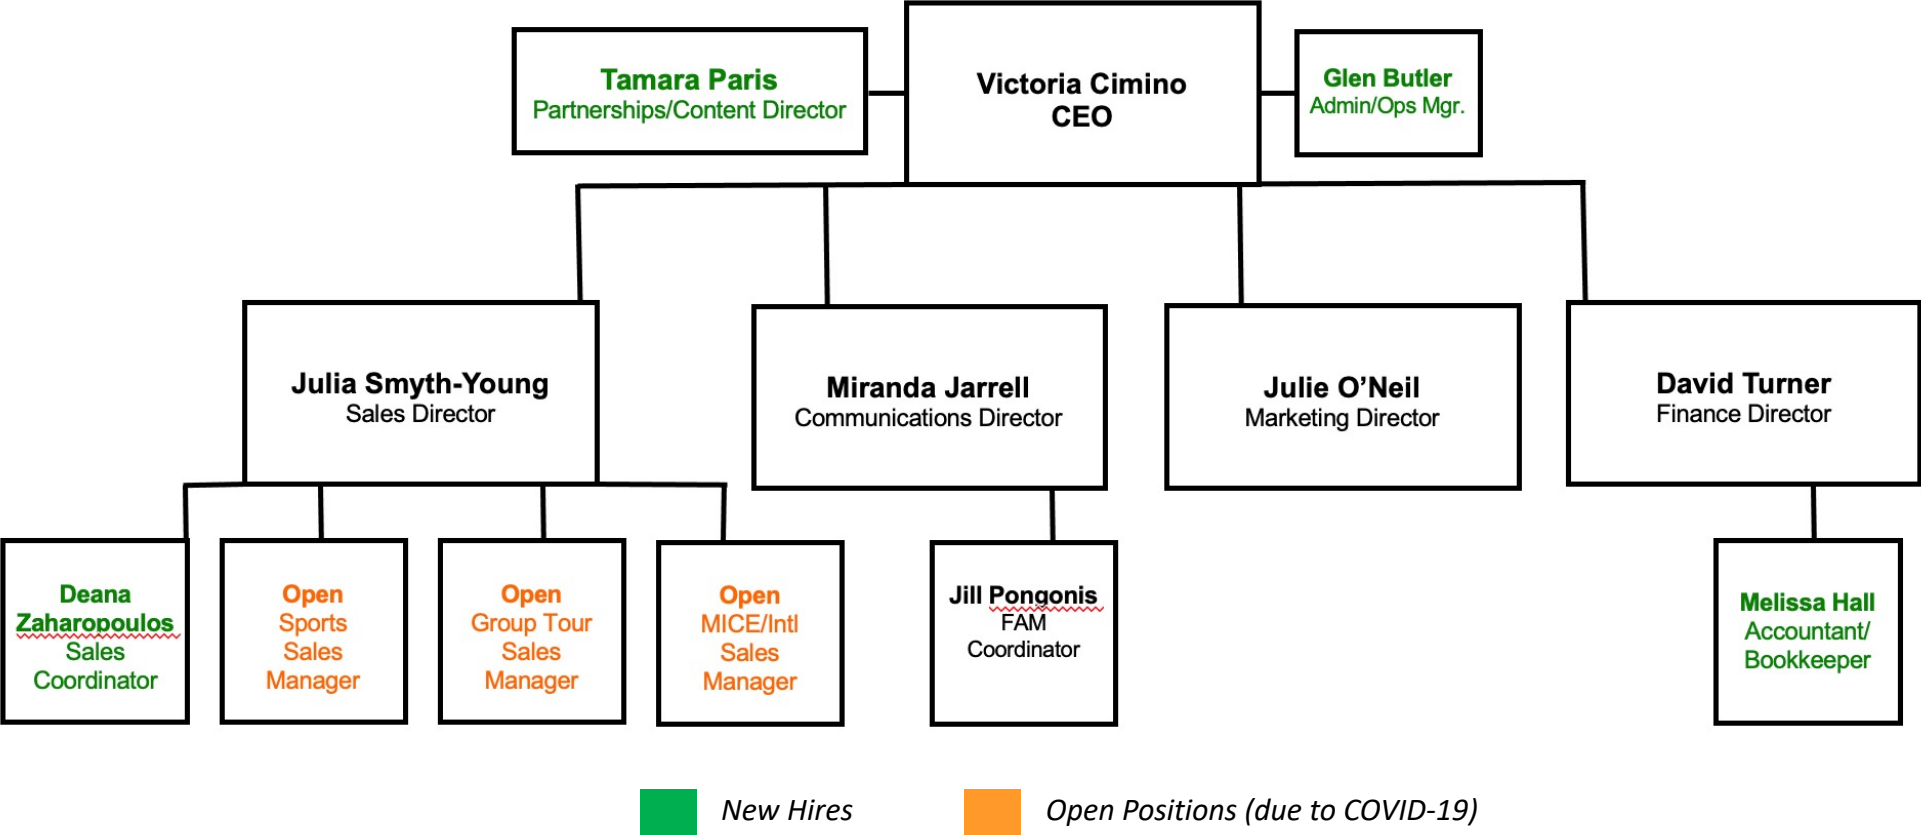 Tamara Paris
Partnerships/Content Director
Victoria Cimino
CEO
Glen Butler
Admin/Ops Mgr.
Julia Smyth-Young
Sales Director
Miranda Jarrell
Communications Director
Julie O’Neil
Marketing Director
David Turner
Finance Director
Deana
Zaharopoulos
Sales
Coordinator
Open
Sports
Sales
Manager
Open
Group Tour
Sales
Manager
Open
MICE/Intl
Sales
Manager
Jill Pongonis
FAM
Coordinator
Melissa Hall
Accountant/
Bookkeeper
New Hires
Open Positions (due to COVID-19)